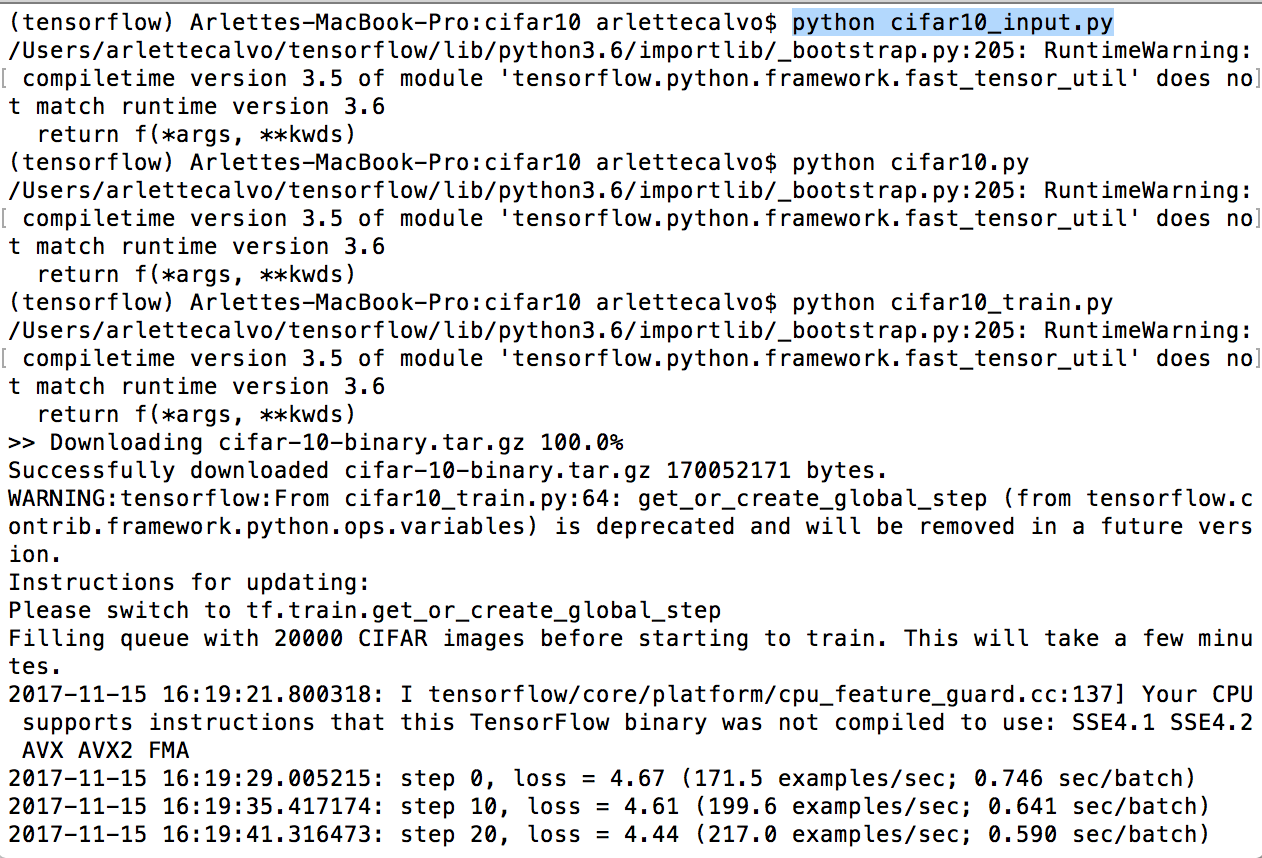 (tensorflow) Arlettes-MacBook-Pro:cifar10 arlettecalvo$ python cifar10_input.py
/Users/arlettecalvo/tensorflow/lib/python3.6/importlib/_bootstrap.py:205: RuntimeWarning:
[ compiletime version 3.5 of module 'tensorflow.python.framework.fast_tensor_util' does no]
t match runtime version 3.6
  return f(*args, **kwds)
(tensorflow) Arlettes-MacBook-Pro:cifar10 arlettecalvo$ python cifar10.py
/Users/arlettecalvo/tensorflow/lib/python3.6/importlib/_bootstrap.py:205: RuntimeWarning:
[ compiletime version 3.5 of module 'tensorflow.python.framework.fast_tensor_util' does no]
t match runtime version 3.6
  return f(*args, **kwds)
(tensorflow) Arlettes-MacBook-Pro:cifar10 arlettecalvo$ python cifar10_train.py
/Users/arlettecalvo/tensorflow/lib/python3.6/importlib/_bootstrap.py:205: RuntimeWarning:
[ compiletime version 3.5 of module 'tensorflow.python.framework.fast_tensor_util' does no]
t match runtime version 3.6
  return f(*args, **kwds)
>> Downloading cifar-10-binary.tar.gz 100.0%
Successfully downloaded cifar-10-binary.tar.gz 170052171 bytes.
WARNING:tensorflow:From cifar10_train.py:64: get_or_create_global_step (from tensorflow.c
ontrib.framework.python.ops.variables) is deprecated and will be removed in a future vers
ion.
Instructions for updating:
Please switch to tf.train.get_or_create_global_step
Filling queue with 20000 CIFAR images before starting to train. This will take a few minu
tes.
2017-11-15 16:19:21.800318: I tensorflow/core/platform/cpu_feature_guard.cc:137] Your CPU
 supports instructions that this TensorFlow binary was not compiled to use: SSE4.1 SSE4.2
 AVX AVX2 FMA
2017-11-15 16:19:29.005215: step 0, loss = 4.67 (171.5 examples/sec; 0.746 sec/batch)
2017-11-15 16:19:35.417174: step 10, loss = 4.61 (199.6 examples/sec; 0.641 sec/batch)
2017-11-15 16:19:41.316473: step 20, loss = 4.44 (217.0 examples/sec; 0.590 sec/batch)